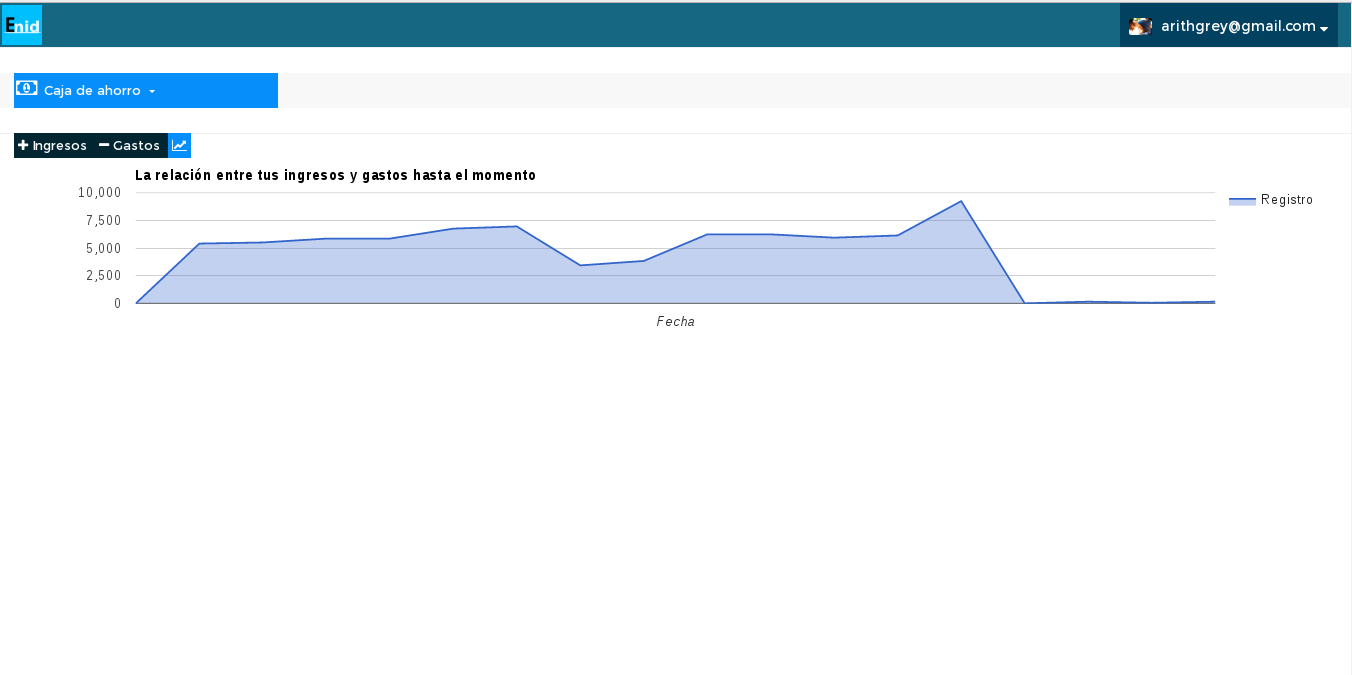 Enid
arithgrey@gmail.com
Caja de ahorro
Ingresos Gastos
La relación entre tus ingresos y gastos hasta el momento
10,000
Registro
7,500
5,000
2,500
0
Fecha